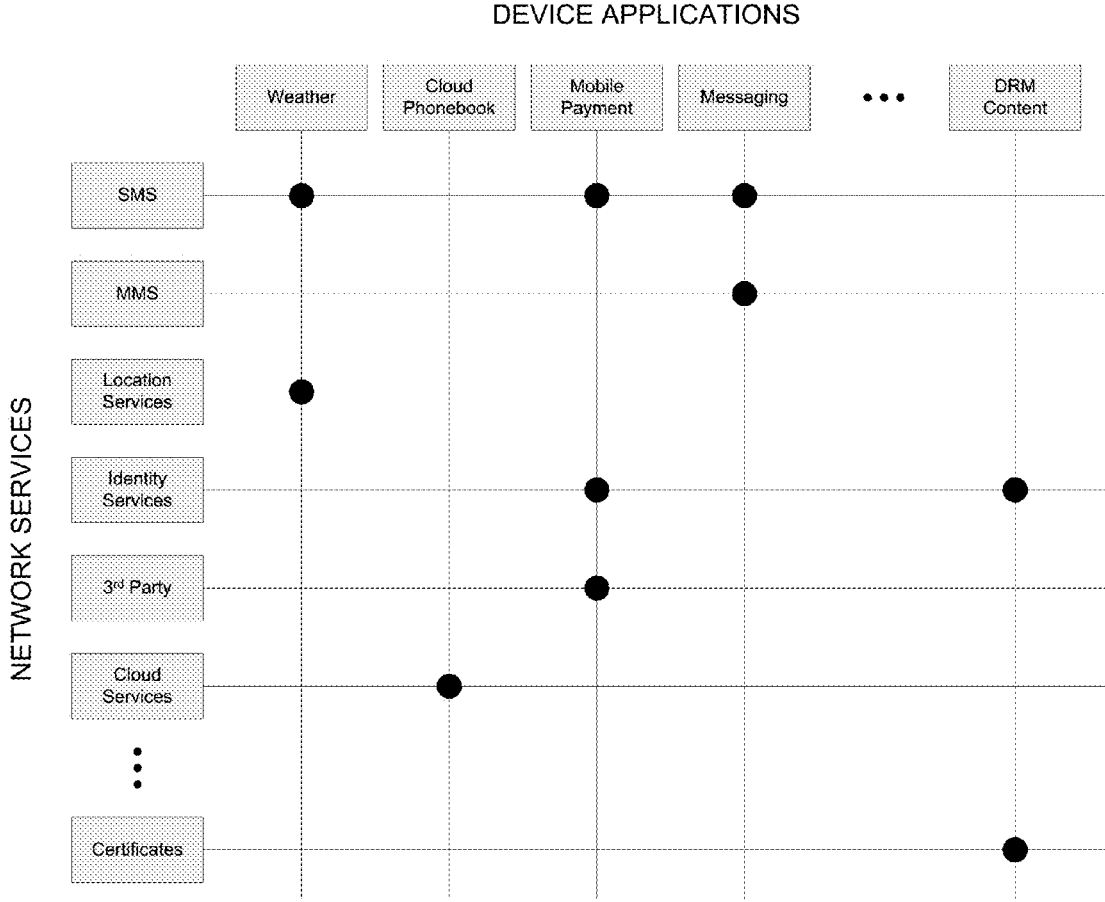 DEVICE APPLICATIONS
Weather
Cloud
Phonebook
Mobile
Payment
Messaging
DRM
Content
NETWORK SERVICES
SMS
MMS
Location
Services
Identity
Services
3rd Party
Cloud
Services
Certificates